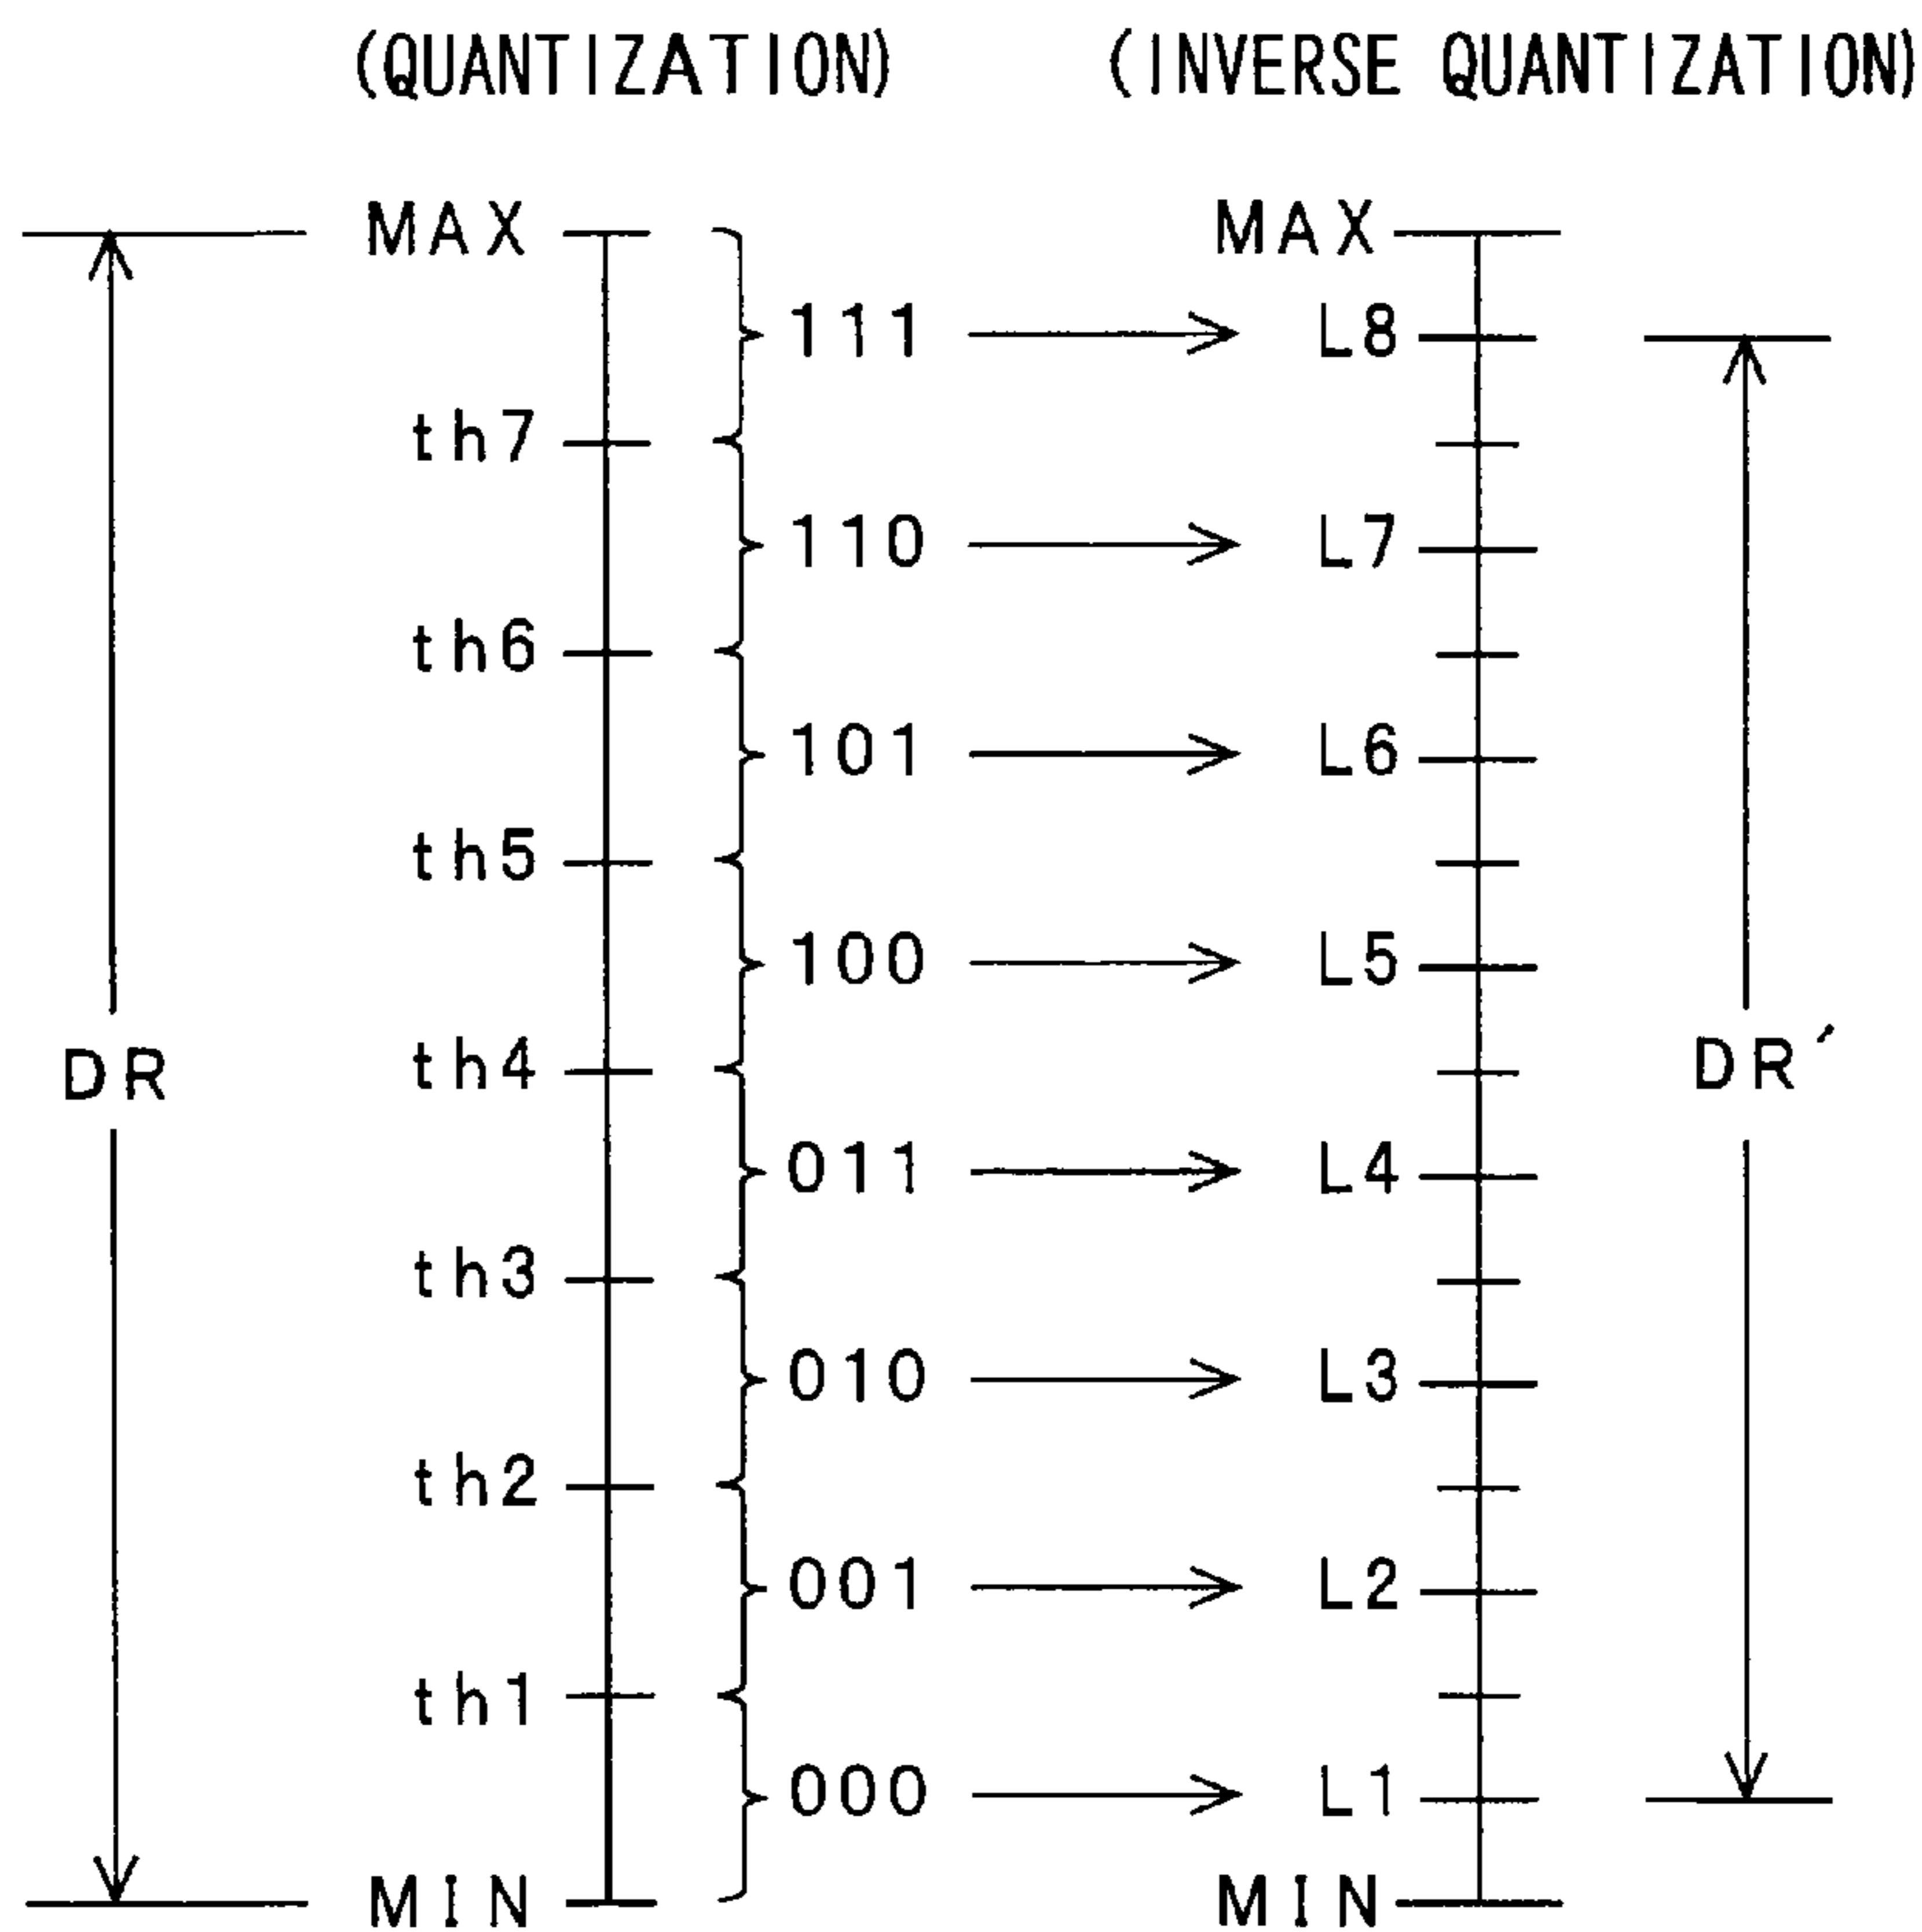 (QUANTIZATION) (INVERSE QUANTIZATION)
MAX MAX
111 L8
th7
110 L7
th6
101 L6
th5
100 L5
DR th4 DR′
011 L4
th3
010 L3
th2
001 L2
th1
000 L1
MIN MIN